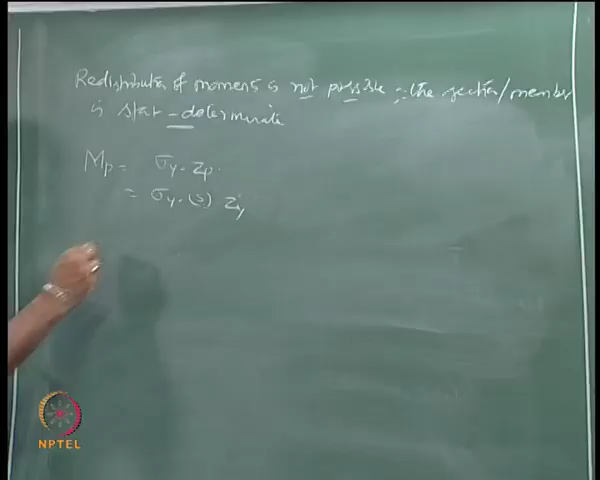 Redistribution of moments is not possible ∵ the section/member
is stat-determinate
Mp = σy · Zp
= σy · (S) Zy
NPTEL